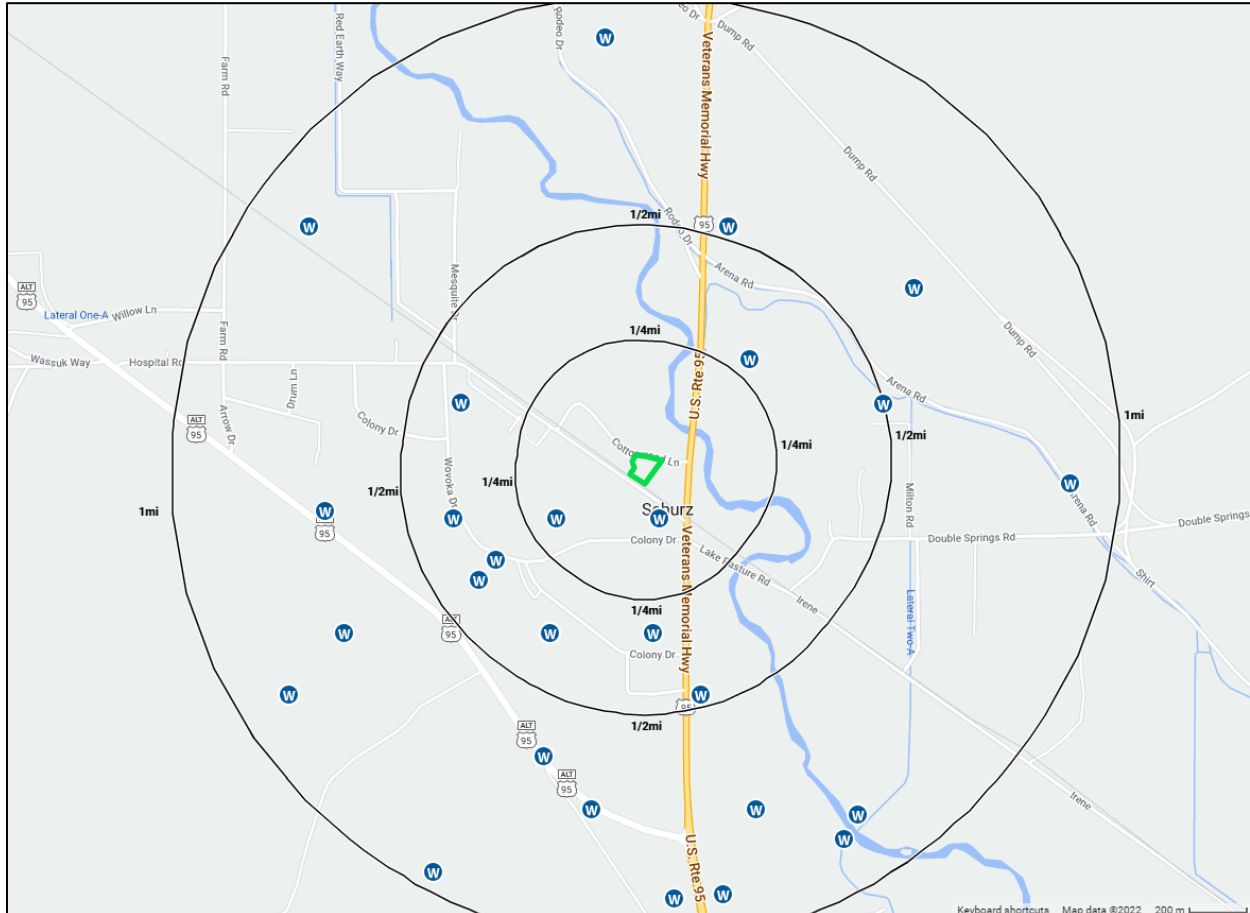 Rodeo Dr
Dump Rd
W
Red Earth Way
Rodeo Dr
Veterans Memorial Hwy
Farm Rd
Dump Rd
1/2mi
W
95
W
Rodeo Dr
Arena Rd
W
Mesquite Dr
ALT
95
Lateral One-A
Willow Ln
Farm Rd
1/4mi
Dump Rd
Wassuk Way
Hospital Rd
W
U.S. Rte 95
Arena Rd
Drum Ln
W
W
Colony Dr
Arrow Dr
ALT
95
1mi
1/4mi
1/2mi
Cottonwood Ln
Wovoka Dr
1/4mi
1/2mi
W
Arena Rd
1mi
W
95
W
W
Schurz
W
Milton Rd
Double Springs
Double Springs Rd
Colony Dr
Lake Pasture Rd
W
W
Shirt
Veterans Memorial Hwy
1/4mi
Irene
Lateral Two-A
ALT
95
W
W
W
Colony Dr
W
W
95
1/2mi
ALT
95
W
ALT
95
W
W
W
Irene
W
U.S. Rte 95
W
W
W
Keyboard shortcuts Map data ©2022 200 m